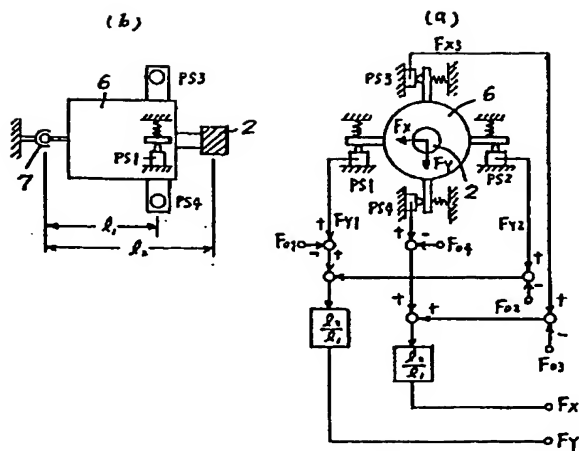 (b)
6
PS3
2
PS1
7
PS4
ℓ₁
ℓ₂
(a)
Fx3
PS3
6
Fx
Fy
PS1
PS2
2
PS4
Fy1
Fy2
+
+
-
+
Fo1
-
+
Fo4
+
-
Fo2
+
+
+
-
Fo3
ℓ₂
ℓ₁
ℓ₂
ℓ₁
Fx
Fy